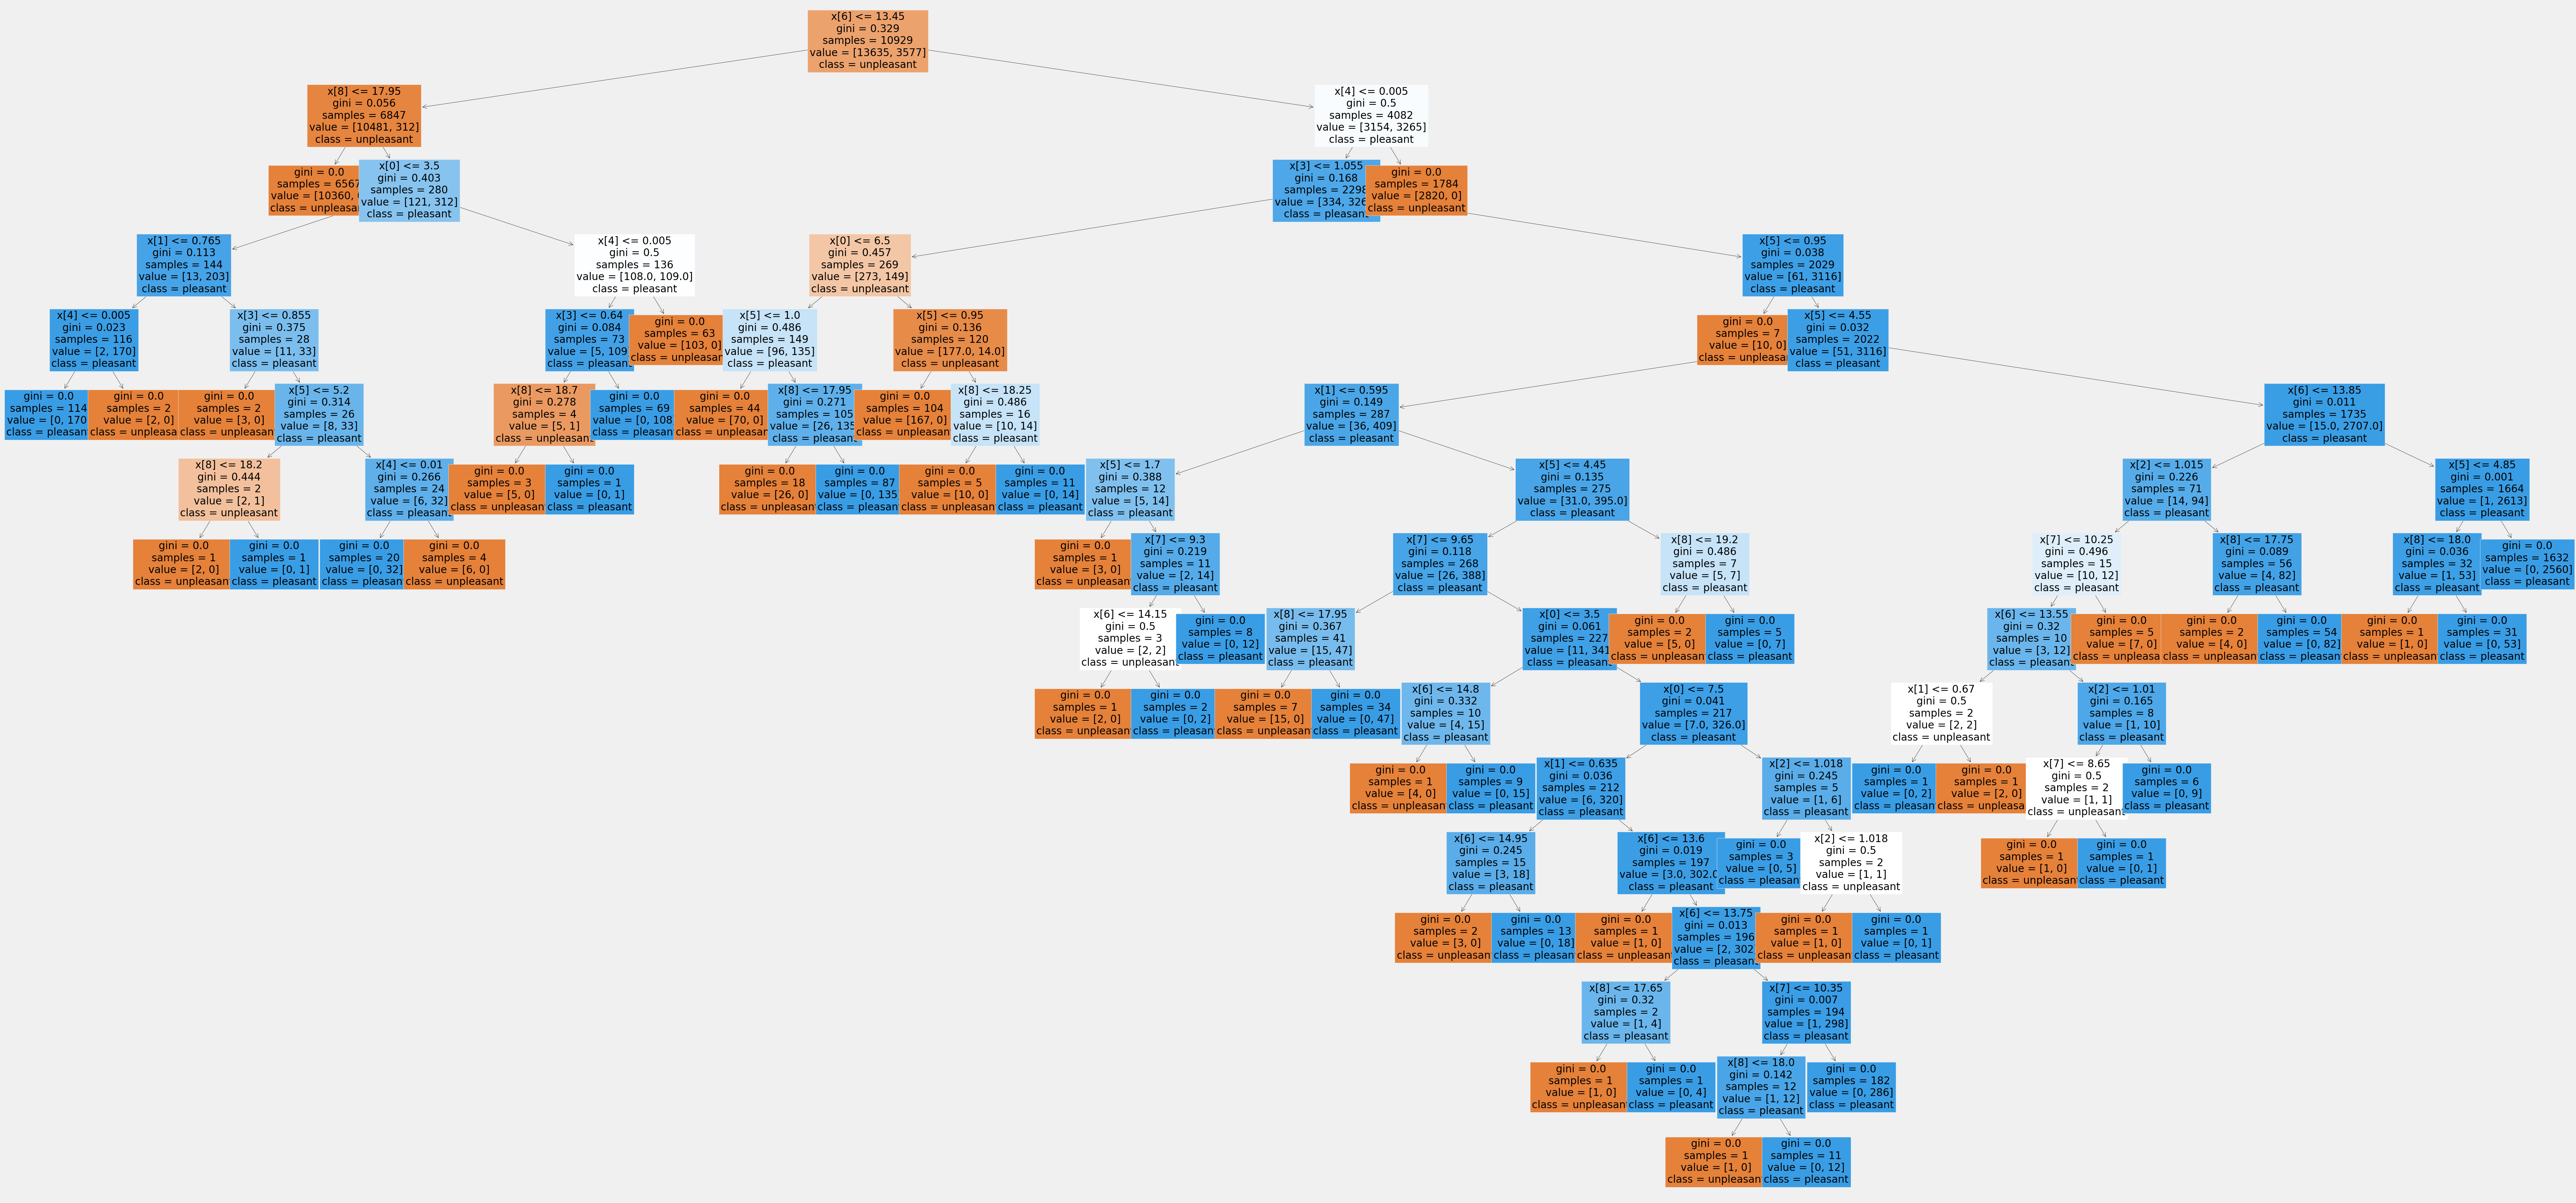 x[6] <= 13.45
gini = 0.329
samples = 10929
value = [13635, 3577]
class = unpleasant
x[8] <= 17.95
gini = 0.056
samples = 6847
value = [10481, 312]
class = unpleasant
x[4] <= 0.005
gini = 0.5
samples = 4082
value = [3154, 3265]
class = pleasant
gini = 0.0
samples = 6567
value = [10360,
class = unpleasa
x[0] <= 3.5
gini = 0.403
samples = 280
value = [121, 312]
class = pleasant
x[3] <= 1.055
gini = 0.168
samples = 2298
value = [334, 326
class = pleasant
gini = 0.0
samples = 1784
value = [2820, 0]
class = unpleasant
x[1] <= 0.765
gini = 0.113
samples = 144
value = [13, 203]
class = pleasant
x[4] <= 0.005
gini = 0.5
samples = 136
value = [108.0, 109.0]
class = pleasant
x[0] <= 6.5
gini = 0.457
samples = 269
value = [273, 149]
class = unpleasant
x[5] <= 0.95
gini = 0.038
samples = 2029
value = [61, 3116]
class = pleasant
x[4] <= 0.005
gini = 0.023
samples = 116
value = [2, 170]
class = pleasant
x[3] <= 0.855
gini = 0.375
samples = 28
value = [11, 33]
class = pleasant
x[3] <= 0.64
gini = 0.084
samples = 73
value = [5, 109
class = pleasant
gini = 0.0
samples = 63
value = [103, 0]
class = unpleasan
x[5] <= 1.0
gini = 0.486
samples = 149
value = [96, 135]
class = pleasant
x[5] <= 0.95
gini = 0.136
samples = 120
value = [177.0, 14.0]
class = unpleasant
gini = 0.0
samples = 7
value = [10, 0]
class = unpleasan
x[5] <= 4.55
gini = 0.032
samples = 2022
value = [51, 3116]
class = pleasant
gini = 0.0
samples = 114
value = [0, 170
class = pleasan
gini = 0.0
samples = 2
value = [2, 0]
class = unpleasa
gini = 0.0
samples = 2
value = [3, 0]
class = unpleasan
x[5] <= 5.2
gini = 0.314
samples = 26
value = [8, 33]
class = pleasant
x[8] <= 18.7
gini = 0.278
samples = 4
value = [5, 1]
class = unpleasant
gini = 0.0
samples = 69
value = [0, 108
class = pleasan
gini = 0.0
samples = 44
value = [70, 0]
class = unpleasan
x[8] <= 17.95
gini = 0.271
samples = 105
value = [26, 135
class = pleasant
gini = 0.0
samples = 104
value = [167, 0]
class = unpleasan
x[8] <= 18.25
gini = 0.486
samples = 16
value = [10, 14]
class = pleasant
x[1] <= 0.595
gini = 0.149
samples = 287
value = [36, 409]
class = pleasant
x[6] <= 13.85
gini = 0.011
samples = 1735
value = [15.0, 2707.0]
class = pleasant
x[8] <= 18.2
gini = 0.444
samples = 2
value = [2, 1]
class = unpleasant
x[4] <= 0.01
gini = 0.266
samples = 24
value = [6, 32]
class = pleasant
gini = 0.0
samples = 3
value = [5, 0]
class = unpleasan
gini = 0.0
samples = 1
value = [0, 1]
class = pleasant
gini = 0.0
samples = 18
value = [26, 0]
class = unpleasan
gini = 0.0
samples = 87
value = [0, 135
class = pleasan
gini = 0.0
samples = 5
value = [10, 0]
class = unpleasan
gini = 0.0
samples = 11
value = [0, 14]
class = pleasant
x[5] <= 1.7
gini = 0.388
samples = 12
value = [5, 14]
class = pleasant
x[5] <= 4.45
gini = 0.135
samples = 275
value = [31.0, 395.0]
class = pleasant
x[2] <= 1.015
gini = 0.226
samples = 71
value = [14, 94]
class = pleasant
x[5] <= 4.85
gini = 0.001
samples = 1664
value = [1, 2613]
class = pleasant
gini = 0.0
samples = 1
value = [2, 0]
class = unpleasan
gini = 0.0
samples = 1
value = [0, 1]
class = pleasant
gini = 0.0
samples = 20
value = [0, 32]
class = pleasan
gini = 0.0
samples = 4
value = [6, 0]
class = unpleasant
gini = 0.0
samples = 1
value = [3, 0]
class = unpleasan
x[7] <= 9.3
gini = 0.219
samples = 11
value = [2, 14]
class = pleasant
x[7] <= 9.65
gini = 0.118
samples = 268
value = [26, 388]
class = pleasant
x[8] <= 19.2
gini = 0.486
samples = 7
value = [5, 7]
class = pleasant
x[7] <= 10.25
gini = 0.496
samples = 15
value = [10, 12]
class = pleasant
x[8] <= 17.75
gini = 0.089
samples = 56
value = [4, 82]
class = pleasant
x[8] <= 18.0
gini = 0.036
samples = 32
value = [1, 53]
class = pleasant
gini = 0.0
samples = 1632
value = [0, 2560]
class = pleasant
x[6] <= 14.15
gini = 0.5
samples = 3
value = [2, 2]
class = unpleasant
gini = 0.0
samples = 8
value = [0, 12]
class = pleasant
x[8] <= 17.95
gini = 0.367
samples = 41
value = [15, 47]
class = pleasant
x[0] <= 3.5
gini = 0.061
samples = 227
value = [11, 341
class = pleasant
gini = 0.0
samples = 2
value = [5, 0]
class = unpleasan
gini = 0.0
samples = 5
value = [0, 7]
class = pleasant
x[6] <= 13.55
gini = 0.32
samples = 10
value = [3, 12]
class = pleasan
gini = 0.0
samples = 5
value = [7, 0]
class = unpleasa
gini = 0.0
samples = 2
value = [4, 0]
class = unpleasan
gini = 0.0
samples = 54
value = [0, 82]
class = pleasan
gini = 0.0
samples = 1
value = [1, 0]
class = unpleasan
gini = 0.0
samples = 31
value = [0, 53]
class = pleasant
gini = 0.0
samples = 1
value = [2, 0]
class = unpleasan
gini = 0.0
samples = 2
value = [0, 2]
class = pleasan
gini = 0.0
samples = 7
value = [15, 0]
class = unpleasan
gini = 0.0
samples = 34
value = [0, 47]
class = pleasant
x[6] <= 14.8
gini = 0.332
samples = 10
value = [4, 15]
class = pleasant
x[0] <= 7.5
gini = 0.041
samples = 217
value = [7.0, 326.0]
class = pleasant
x[1] <= 0.67
gini = 0.5
samples = 2
value = [2, 2]
class = unpleasant
x[2] <= 1.01
gini = 0.165
samples = 8
value = [1, 10]
class = pleasant
gini = 0.0
samples = 1
value = [4, 0]
class = unpleasan
gini = 0.0
samples = 9
value = [0, 15]
class = pleasant
x[1] <= 0.635
gini = 0.036
samples = 212
value = [6, 320]
class = pleasant
x[2] <= 1.018
gini = 0.245
samples = 5
value = [1, 6]
class = pleasant
gini = 0.0
samples = 1
value = [0, 2]
class = pleasant
gini = 0.0
samples = 1
value = [2, 0]
class = unpleasa
x[7] <= 8.65
gini = 0.5
samples = 2
value = [1, 1]
class = unpleasant
gini = 0.0
samples = 6
value = [0, 9]
class = pleasant
x[6] <= 14.95
gini = 0.245
samples = 15
value = [3, 18]
class = pleasant
x[6] <= 13.6
gini = 0.019
samples = 197
value = [3.0, 302.0
class = pleasant
gini = 0.0
samples = 3
value = [0, 5]
class = pleasan
x[2] <= 1.018
gini = 0.5
samples = 2
value = [1, 1]
class = unpleasant
gini = 0.0
samples = 1
value = [1, 0]
class = unpleasan
gini = 0.0
samples = 1
value = [0, 1]
class = pleasant
gini = 0.0
samples = 2
value = [3, 0]
class = unpleasan
gini = 0.0
samples = 13
value = [0, 18]
class = pleasant
gini = 0.0
samples = 1
value = [1, 0]
class = unpleasan
x[6] <= 13.75
gini = 0.013
samples = 196
value = [2, 302
class = pleasan
gini = 0.0
samples = 1
value = [1, 0]
class = unpleasan
gini = 0.0
samples = 1
value = [0, 1]
class = pleasant
x[8] <= 17.65
gini = 0.32
samples = 2
value = [1, 4]
class = pleasant
x[7] <= 10.35
gini = 0.007
samples = 194
value = [1, 298]
class = pleasant
gini = 0.0
samples = 1
value = [1, 0]
class = unpleasant
gini = 0.0
samples = 1
value = [0, 4]
class = pleasant
x[8] <= 18.0
gini = 0.142
samples = 12
value = [1, 12]
class = pleasant
gini = 0.0
samples = 182
value = [0, 286]
class = pleasant
gini = 0.0
samples = 1
value = [1, 0]
class = unpleasan
gini = 0.0
samples = 11
value = [0, 12]
class = pleasant